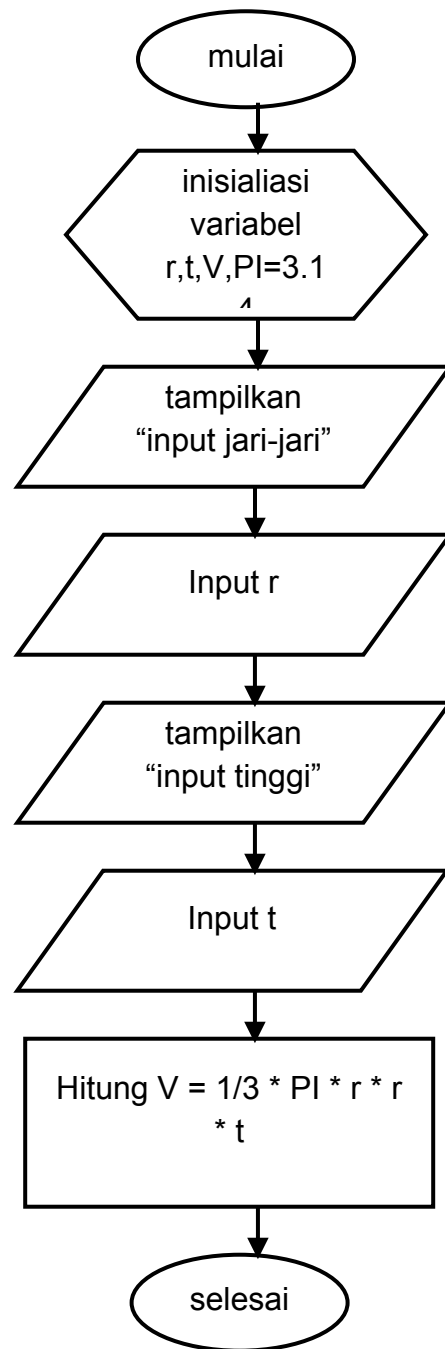 mulai
inisialiasi
variabel
r,t,V,PI=3.1
4
tampilkan
“input jari-jari”
Input r
tampilkan
“input tinggi”
Input t
Hitung V = 1/3 * PI * r * r
* t
selesai